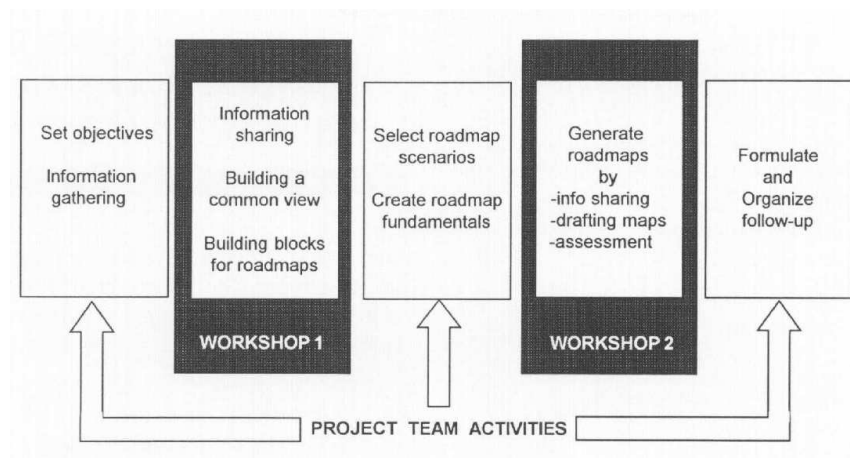 Set objectives
Information
gathering
Information
sharing
Building a
common view
Building blocks
for roadmaps
WORKSHOP 1
Select roadmap
scenarios
Create roadmap
fundamentals
Generate
roadmaps
by
-info sharing
-drafting maps
-assessment
WORKSHOP 2
Formulate
and
Organize
follow-up
PROJECT TEAM ACTIVITIES